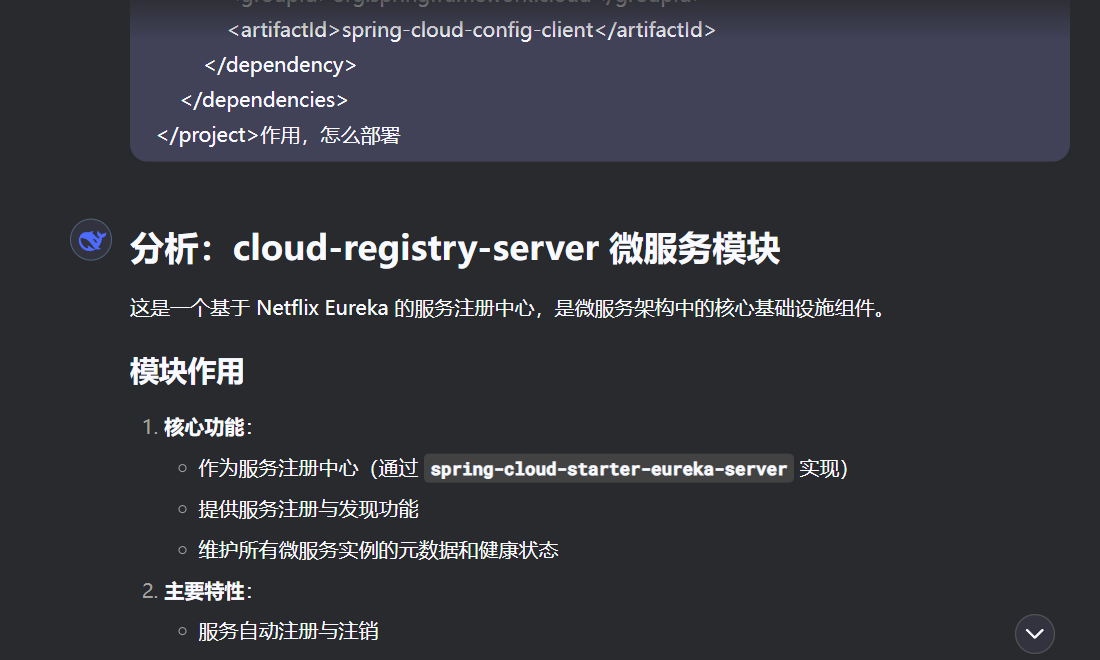 <artifactId>spring-cloud-config-client</artifactId>
</dependency>
</dependencies>
</project>作用，怎么部署
分析：cloud-registry-server 微服务模块
这是一个基于 Netflix Eureka 的服务注册中心，是微服务架构中的核心基础设施组件。
模块作用
1. 核心功能：
○ 作为服务注册中心（通过 spring-cloud-starter-eureka-server 实现）
○ 提供服务注册与发现功能
○ 维护所有微服务实例的元数据和健康状态
2. 主要特性：
○ 服务自动注册与注销